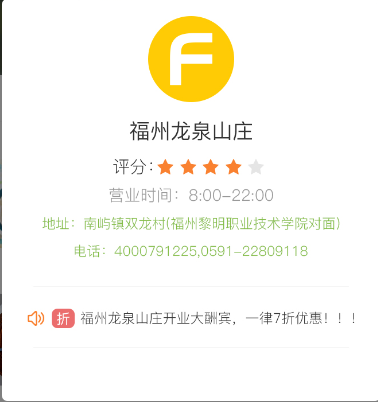 F
福州龙泉山庄
评分:
营业时间：8:00-22:00
地址：南屿镇双龙村(福州黎明职业技术学院对面)
电话：4000791225,0591-22809118
折 福州龙泉山庄开业大酬宾，一律7折优惠！！！